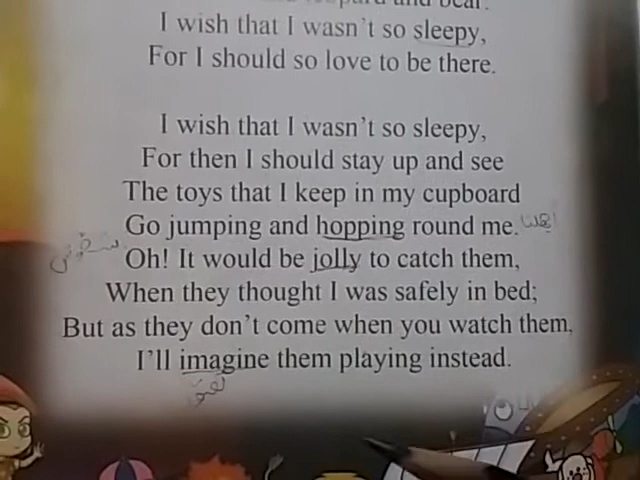 and bear.
I wish that I wasn't so sleepy,
For I should so love to be there.
I wish that I wasn't so sleepy,
For then I should stay up and see
The toys that I keep in my cupboard
Go jumping and hopping round me.
Oh! It would be jolly to catch them,
When they thought I was safely in bed;
But as they don't come when you watch them,
I'll imagine them playing instead.